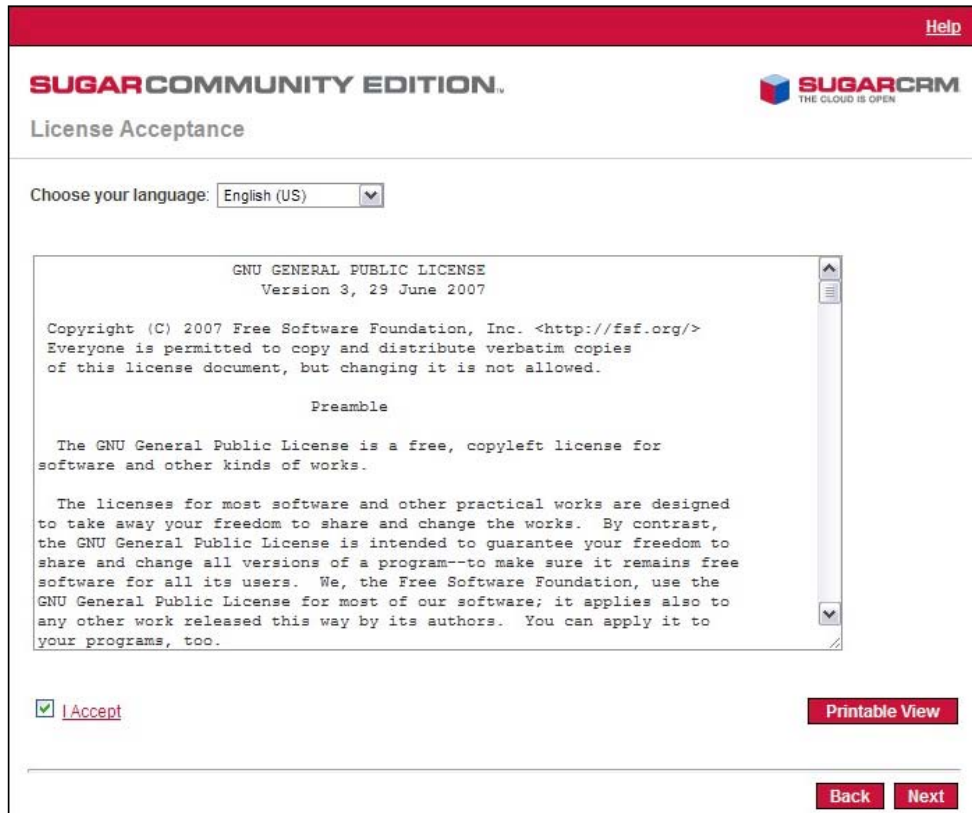 Help
SUGARCOMMUNITY EDITION™
SUGARCRM
THE CLOUD IS OPEN
License Acceptance
Choose your language: English (US)
GNU GENERAL PUBLIC LICENSE
Version 3, 29 June 2007
Copyright (C) 2007 Free Software Foundation, Inc. <http://fsf.org/>
Everyone is permitted to copy and distribute verbatim copies
of this license document, but changing it is not allowed.
Preamble
The GNU General Public License is a free, copyleft license for
software and other kinds of works.
The licenses for most software and other practical works are designed
to take away your freedom to share and change the works.  By contrast,
the GNU General Public License is intended to guarantee your freedom to
share and change all versions of a program--to make sure it remains free
software for all its users.  We, the Free Software Foundation, use the
GNU General Public License for most of our software; it applies also to
any other work released this way by its authors.  You can apply it to
your programs, too.
I Accept
Printable View
Back
Next